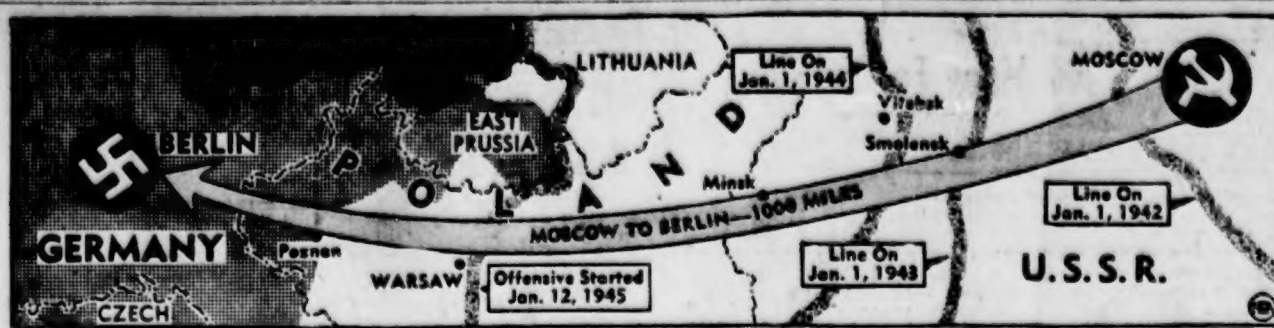 LITHUANIA
Line On
Jan. 1, 1944
MOSCOW
Vitebsk
BERLIN
EAST
PRUSSIA
POLAND
Smolensk
Minsk
Line On
Jan. 1, 1942
MOSCOW TO BERLIN—1000 MILES
GERMANY
Poznan
WARSAW
Offensive Started
Jan. 12, 1945
Line On
Jan. 1, 1943
U.S.S.R.
CZECH